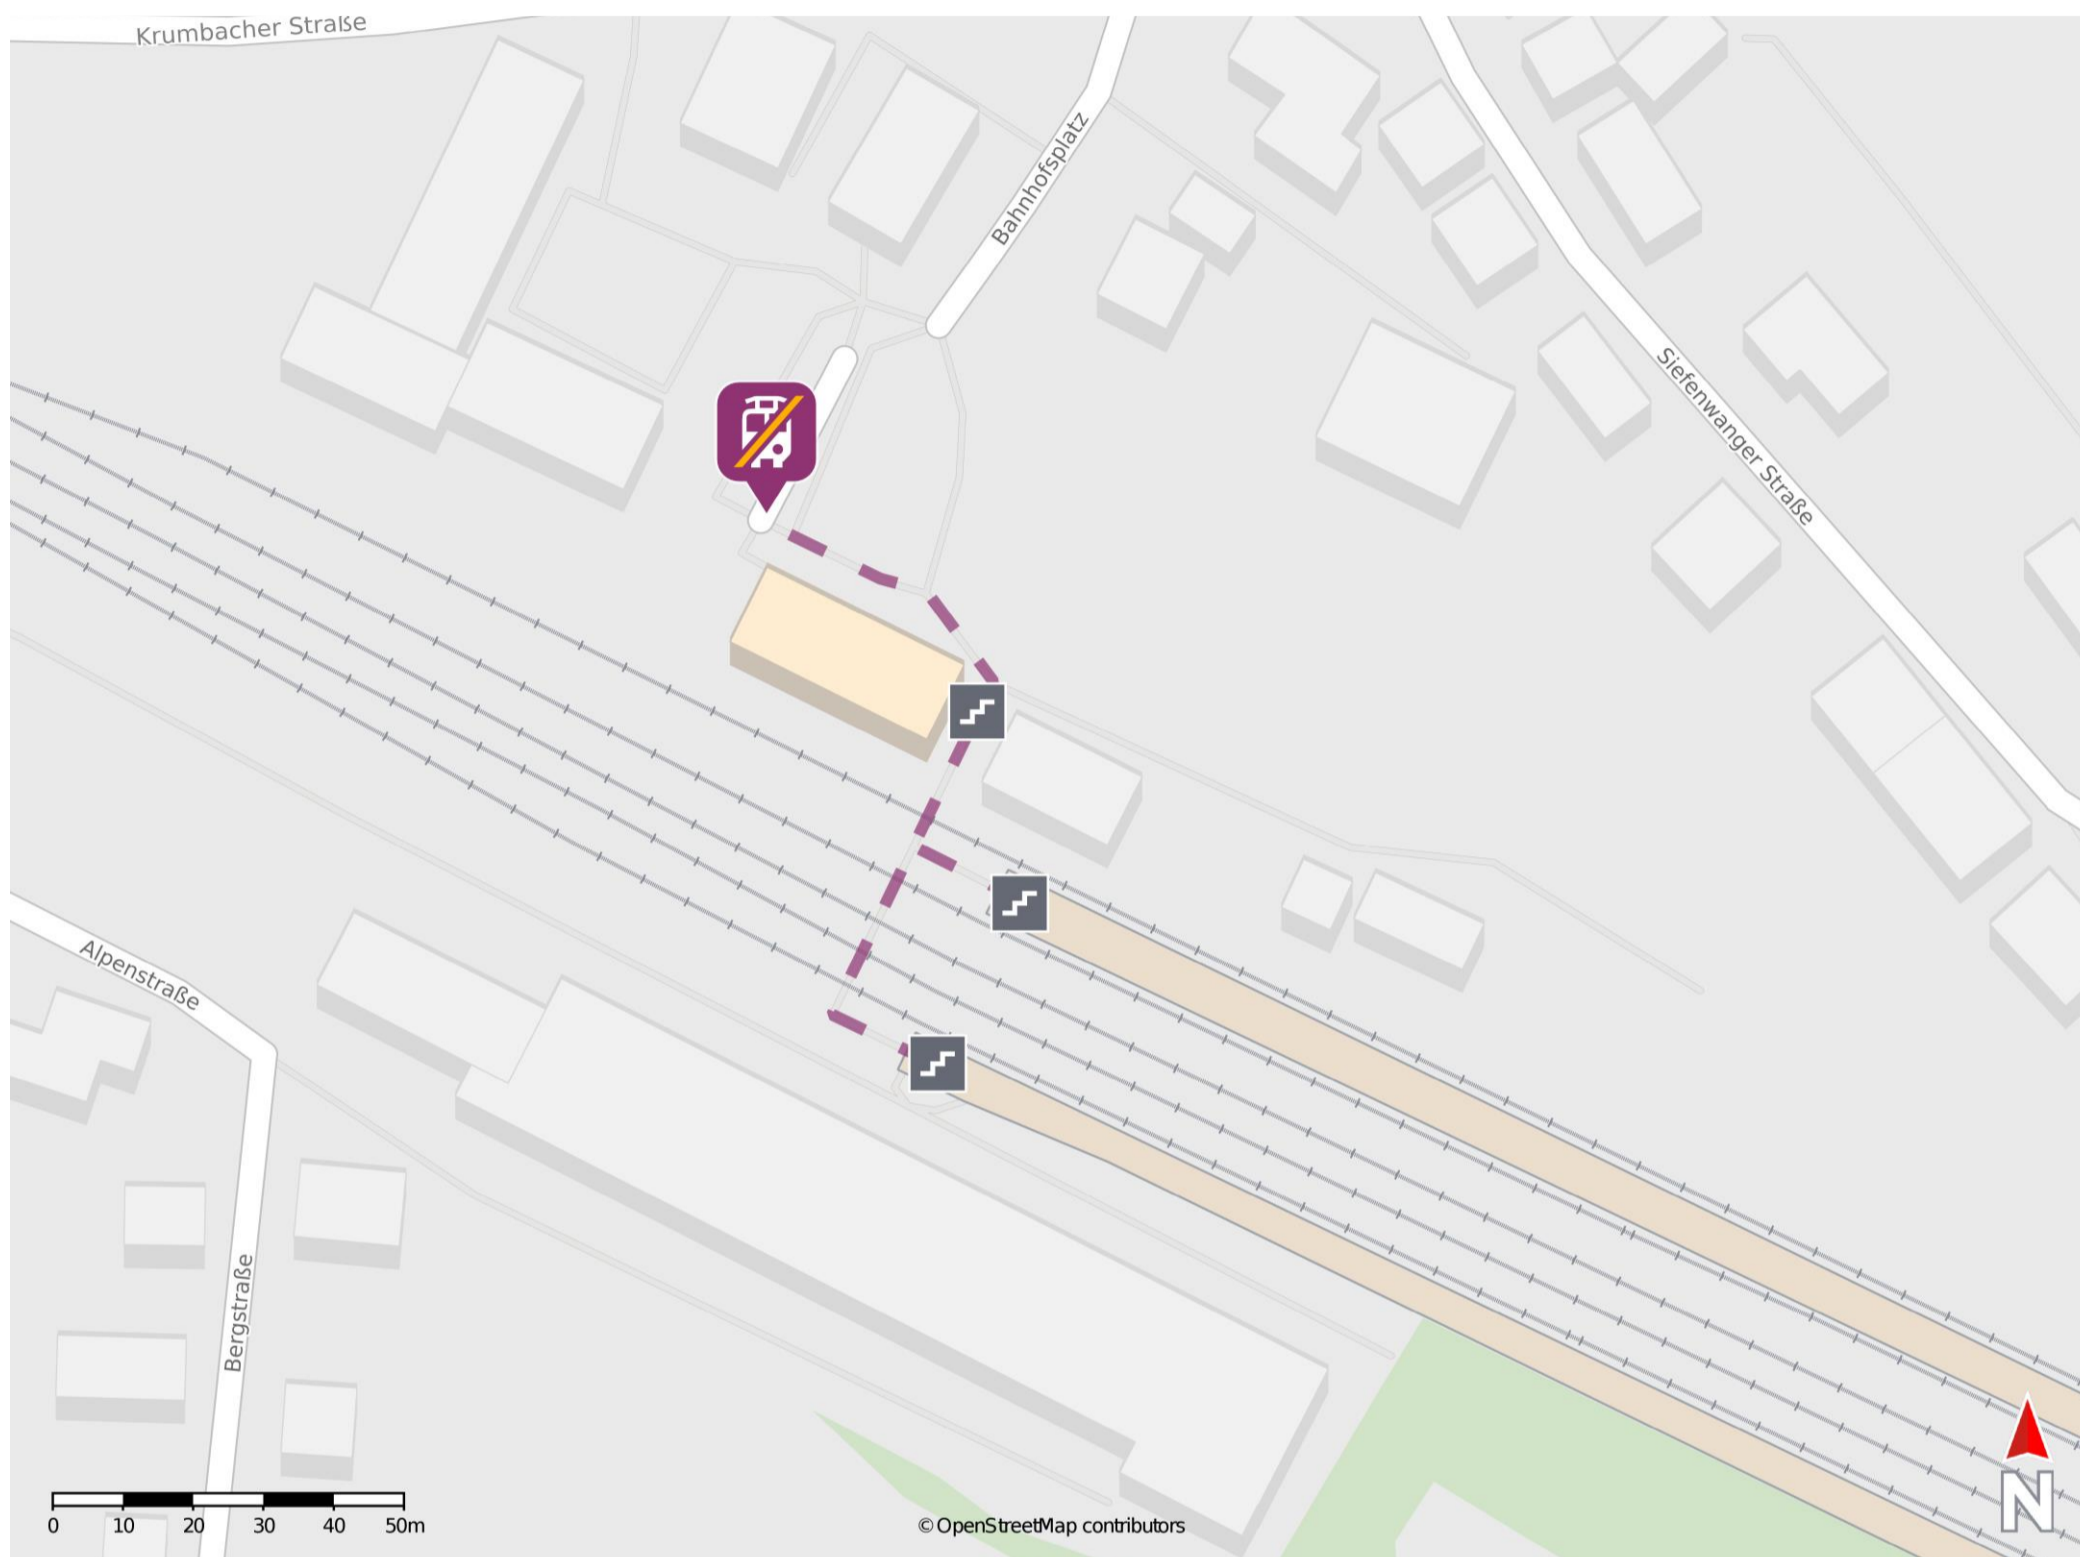 Krumbacher Straße
Bahnhofsplatz
Siefenwanger Straße
Alpenstraße
Bergstraße
0 10 20 30 40 50m
© OpenStreetMap contributors
N